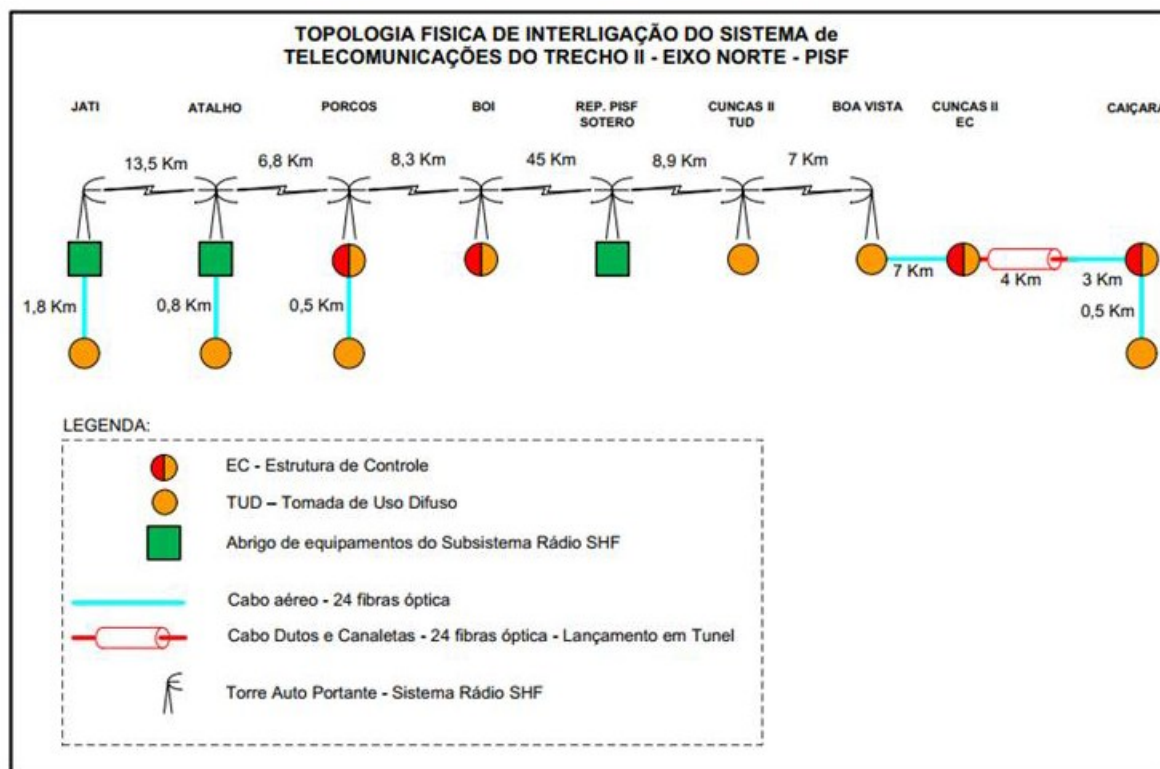 TOPOLOGIA FISICA DE INTERLIGAÇÃO DO SISTEMA de
TELECOMUNICAÇÕES DO TRECHO II - EIXO NORTE - PISF
JATI
ATALHO
PORCOS
BOI
REP. PISF
SOTERO
CUNCAS II
TUD
BOA VISTA
CUNCAS II
EC
CAIÇARA
13,5 Km
6,8 Km
8,3 Km
45 Km
8,9 Km
7 Km
7 Km
4 Km
3 Km
1,8 Km
0,8 Km
0,5 Km
0,5 Km
LEGENDA:
EC - Estrutura de Controle
TUD – Tomada de Uso Difuso
Abrigo de equipamentos do Subsistema Rádio SHF
Cabo aéreo - 24 fibras óptica
Cabo Dutos e Canaletas - 24 fibras óptica - Lançamento em Tunel
Torre Auto Portante - Sistema Rádio SHF